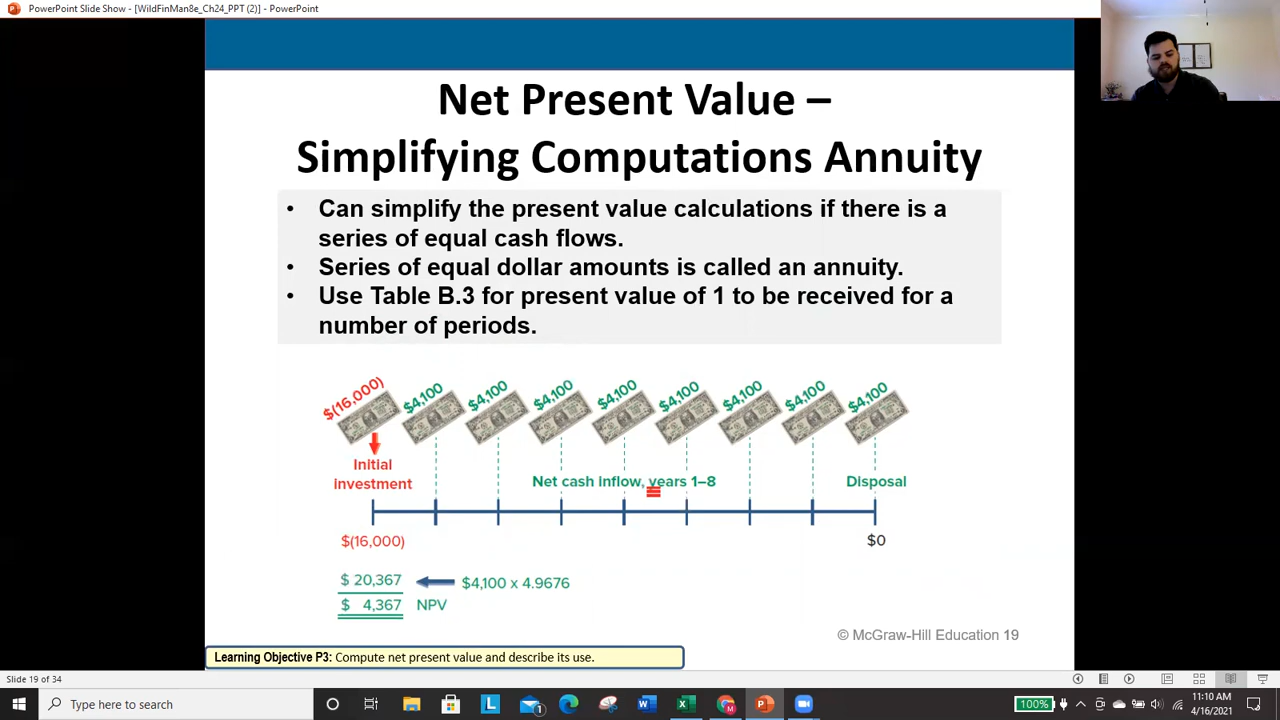 PowerPoint Slide Show - [WildFinMan8e_Ch24_PPT (2)] - PowerPoint
Net Present Value –
Simplifying Computations Annuity
• Can simplify the present value calculations if there is a
series of equal cash flows.
• Series of equal dollar amounts is called an annuity.
• Use Table B.3 for present value of 1 to be received for a
number of periods.
$(16,000) $4,100 $4,100 $4,100 $4,100 $4,100 $4,100 $4,100 $4,100
Initial
investment
Net cash inflow, years 1–8
Disposal
$(16,000)
$0
$ 20,367 $4,100 x 4.9676
$ 4,367 NPV
© McGraw-Hill Education 19
Learning Objective P3: Compute net present value and describe its use.
Slide 19 of 34
Type here to search
100%
11:10 AM
4/16/2021